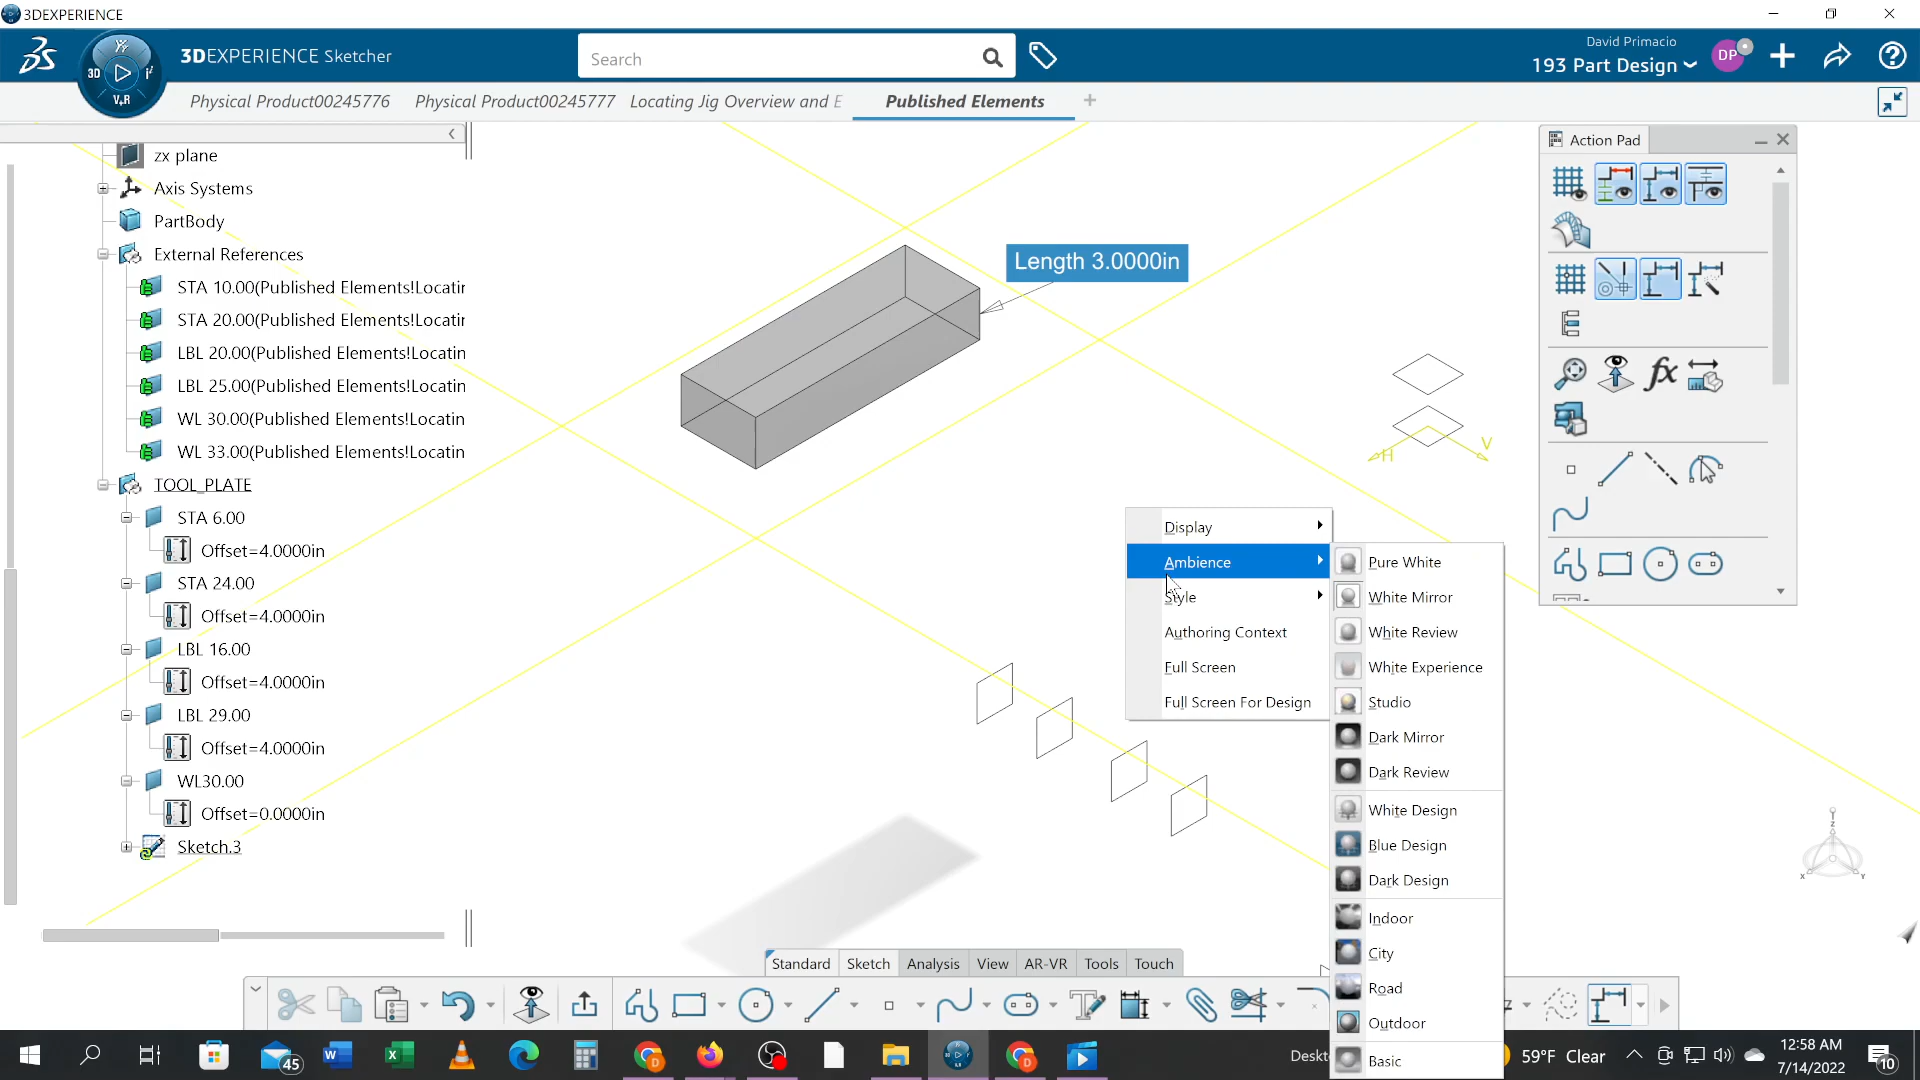 3DEXPERIENCE
3DEXPERIENCE Sketcher
Search
David Primacio
193 Part Design
DP
3D
V+R
Physical Product00245776
Physical Product00245777
Locating Jig Overview and E
Published Elements
zx plane
Axis Systems
PartBody
External References
STA 10.00(Published Elements!Locatir
STA 20.00(Published Elements!Locatir
LBL 20.00(Published Elements!Locatin
LBL 25.00(Published Elements!Locatin
WL 30.00(Published Elements!Locatin
WL 33.00(Published Elements!Locatin
TOOL_PLATE
STA 6.00
Offset=4.0000in
STA 24.00
Offset=4.0000in
LBL 16.00
Offset=4.0000in
LBL 29.00
Offset=4.0000in
WL30.00
Offset=0.0000in
Sketch.3
Length 3.0000in
H
V
Action Pad
fx
Display
Ambience
Style
Authoring Context
Full Screen
Full Screen For Design
Pure White
White Mirror
White Review
White Experience
Studio
Dark Mirror
Dark Review
White Design
Blue Design
Dark Design
Indoor
City
Road
Outdoor
Basic
z
x
y
Standard
Sketch
Analysis
View
AR-VR
Tools
Touch
45
Deskto
59°F Clear
12:58 AM
7/14/2022
10